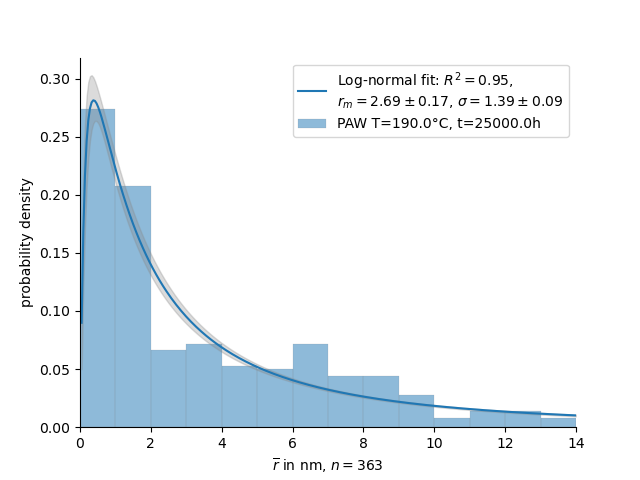 Log-normal fit: R² = 0.95,
r_m = 2.69 ± 0.17, σ = 1.39 ± 0.09
PAW T=190.0°C, t=25000.0h
probability density
0.30
0.25
0.20
0.15
0.10
0.05
0.00
0 2 4 6 8 10 12 14
r̅ in nm, n = 363